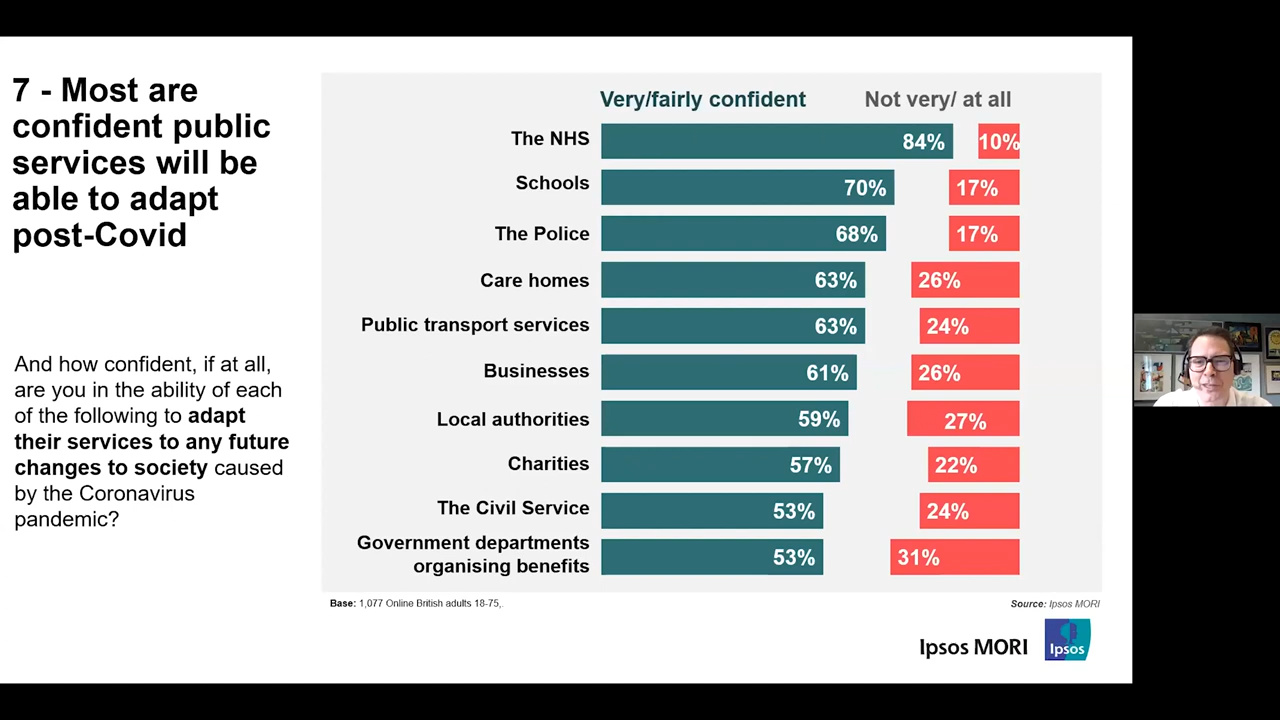 7 - Most are
confident public
services will be
able to adapt
post-Covid
And how confident, if at all,
are you in the ability of each
of the following to adapt
their services to any future
changes to society caused
by the Coronavirus
pandemic?
Very/fairly confident Not very/ at all
The NHS 84% 10%
Schools 70% 17%
The Police 68% 17%
Care homes 63% 26%
Public transport services 63% 24%
Businesses 61% 26%
Local authorities 59% 27%
Charities 57% 22%
The Civil Service 53% 24%
Government departments
organising benefits 53% 31%
Base: 1,077 Online British adults 18-75,.
Source: Ipsos MORI
Ipsos MORI
Ipsos